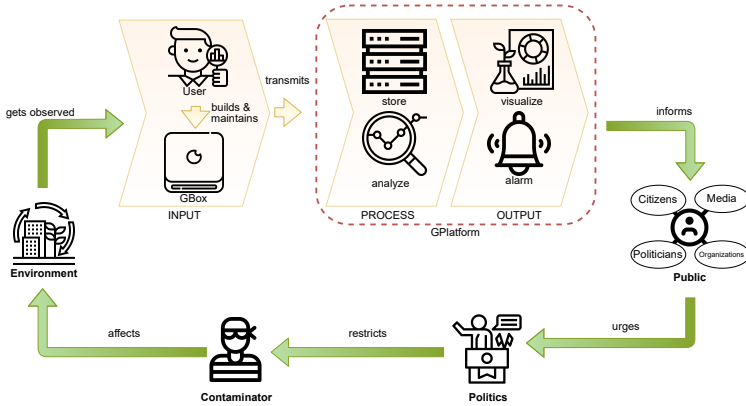 User
store
visualize
transmits
gets observed
builds &
maintains
informs
analyze
alarm
GBox
Citizens
Media
INPUT
PROCESS
OUTPUT
GPlatform
Politicians
Organizations
Environment
Public
affects
restricts
urges
Contaminator
Politics